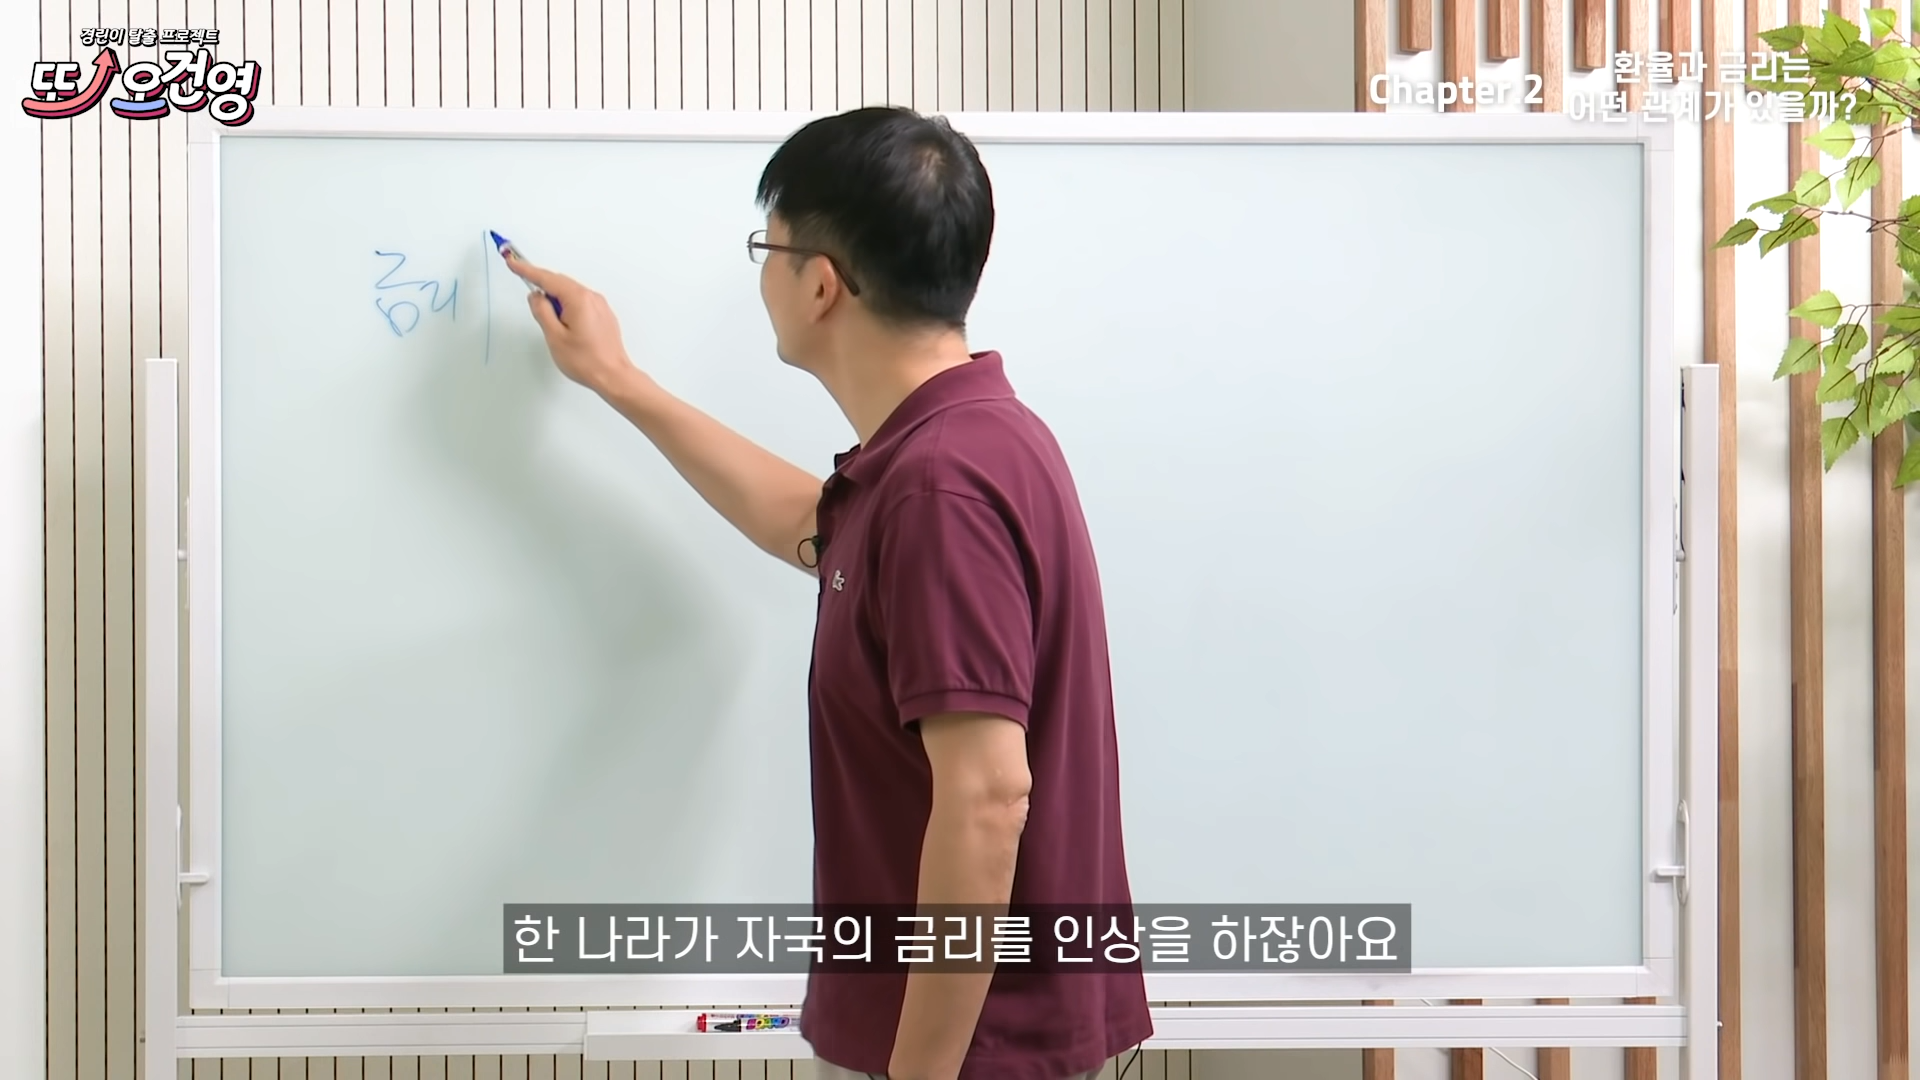 경린이 탈출 프로젝트
또 오건영
Chapter.2
환율과 금리는
어떤 관계가 있을까?
금리
한 나라가 자국의 금리를 인상을 하잖아요